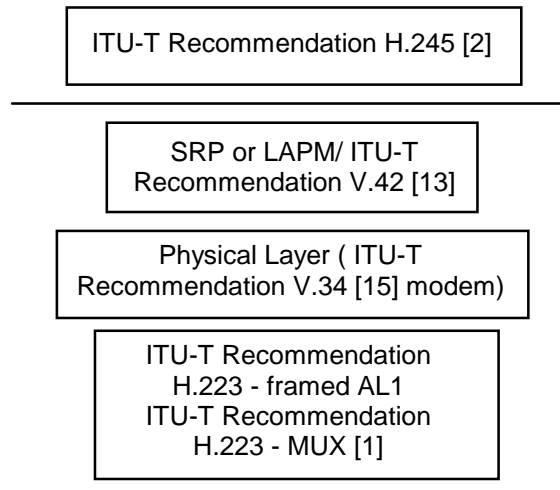 ITU-T Recommendation H.245 [2]
SRP or LAPM/ ITU-T
Recommendation V.42 [13]
Physical Layer ( ITU-T
Recommendation V.34 [15] modem)
ITU-T Recommendation
H.223 - framed AL1
ITU-T Recommendation
H.223 - MUX [1]